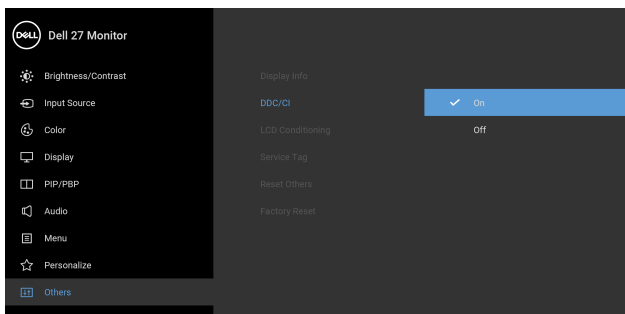 DELL
Dell 27 Monitor
Brightness/Contrast
Input Source
Color
Display
PIP/PBP
Audio
Menu
Personalize
Others
Display Info
DDC/CI
LCD Conditioning
Service Tag
Reset Others
Factory Reset
On
Off